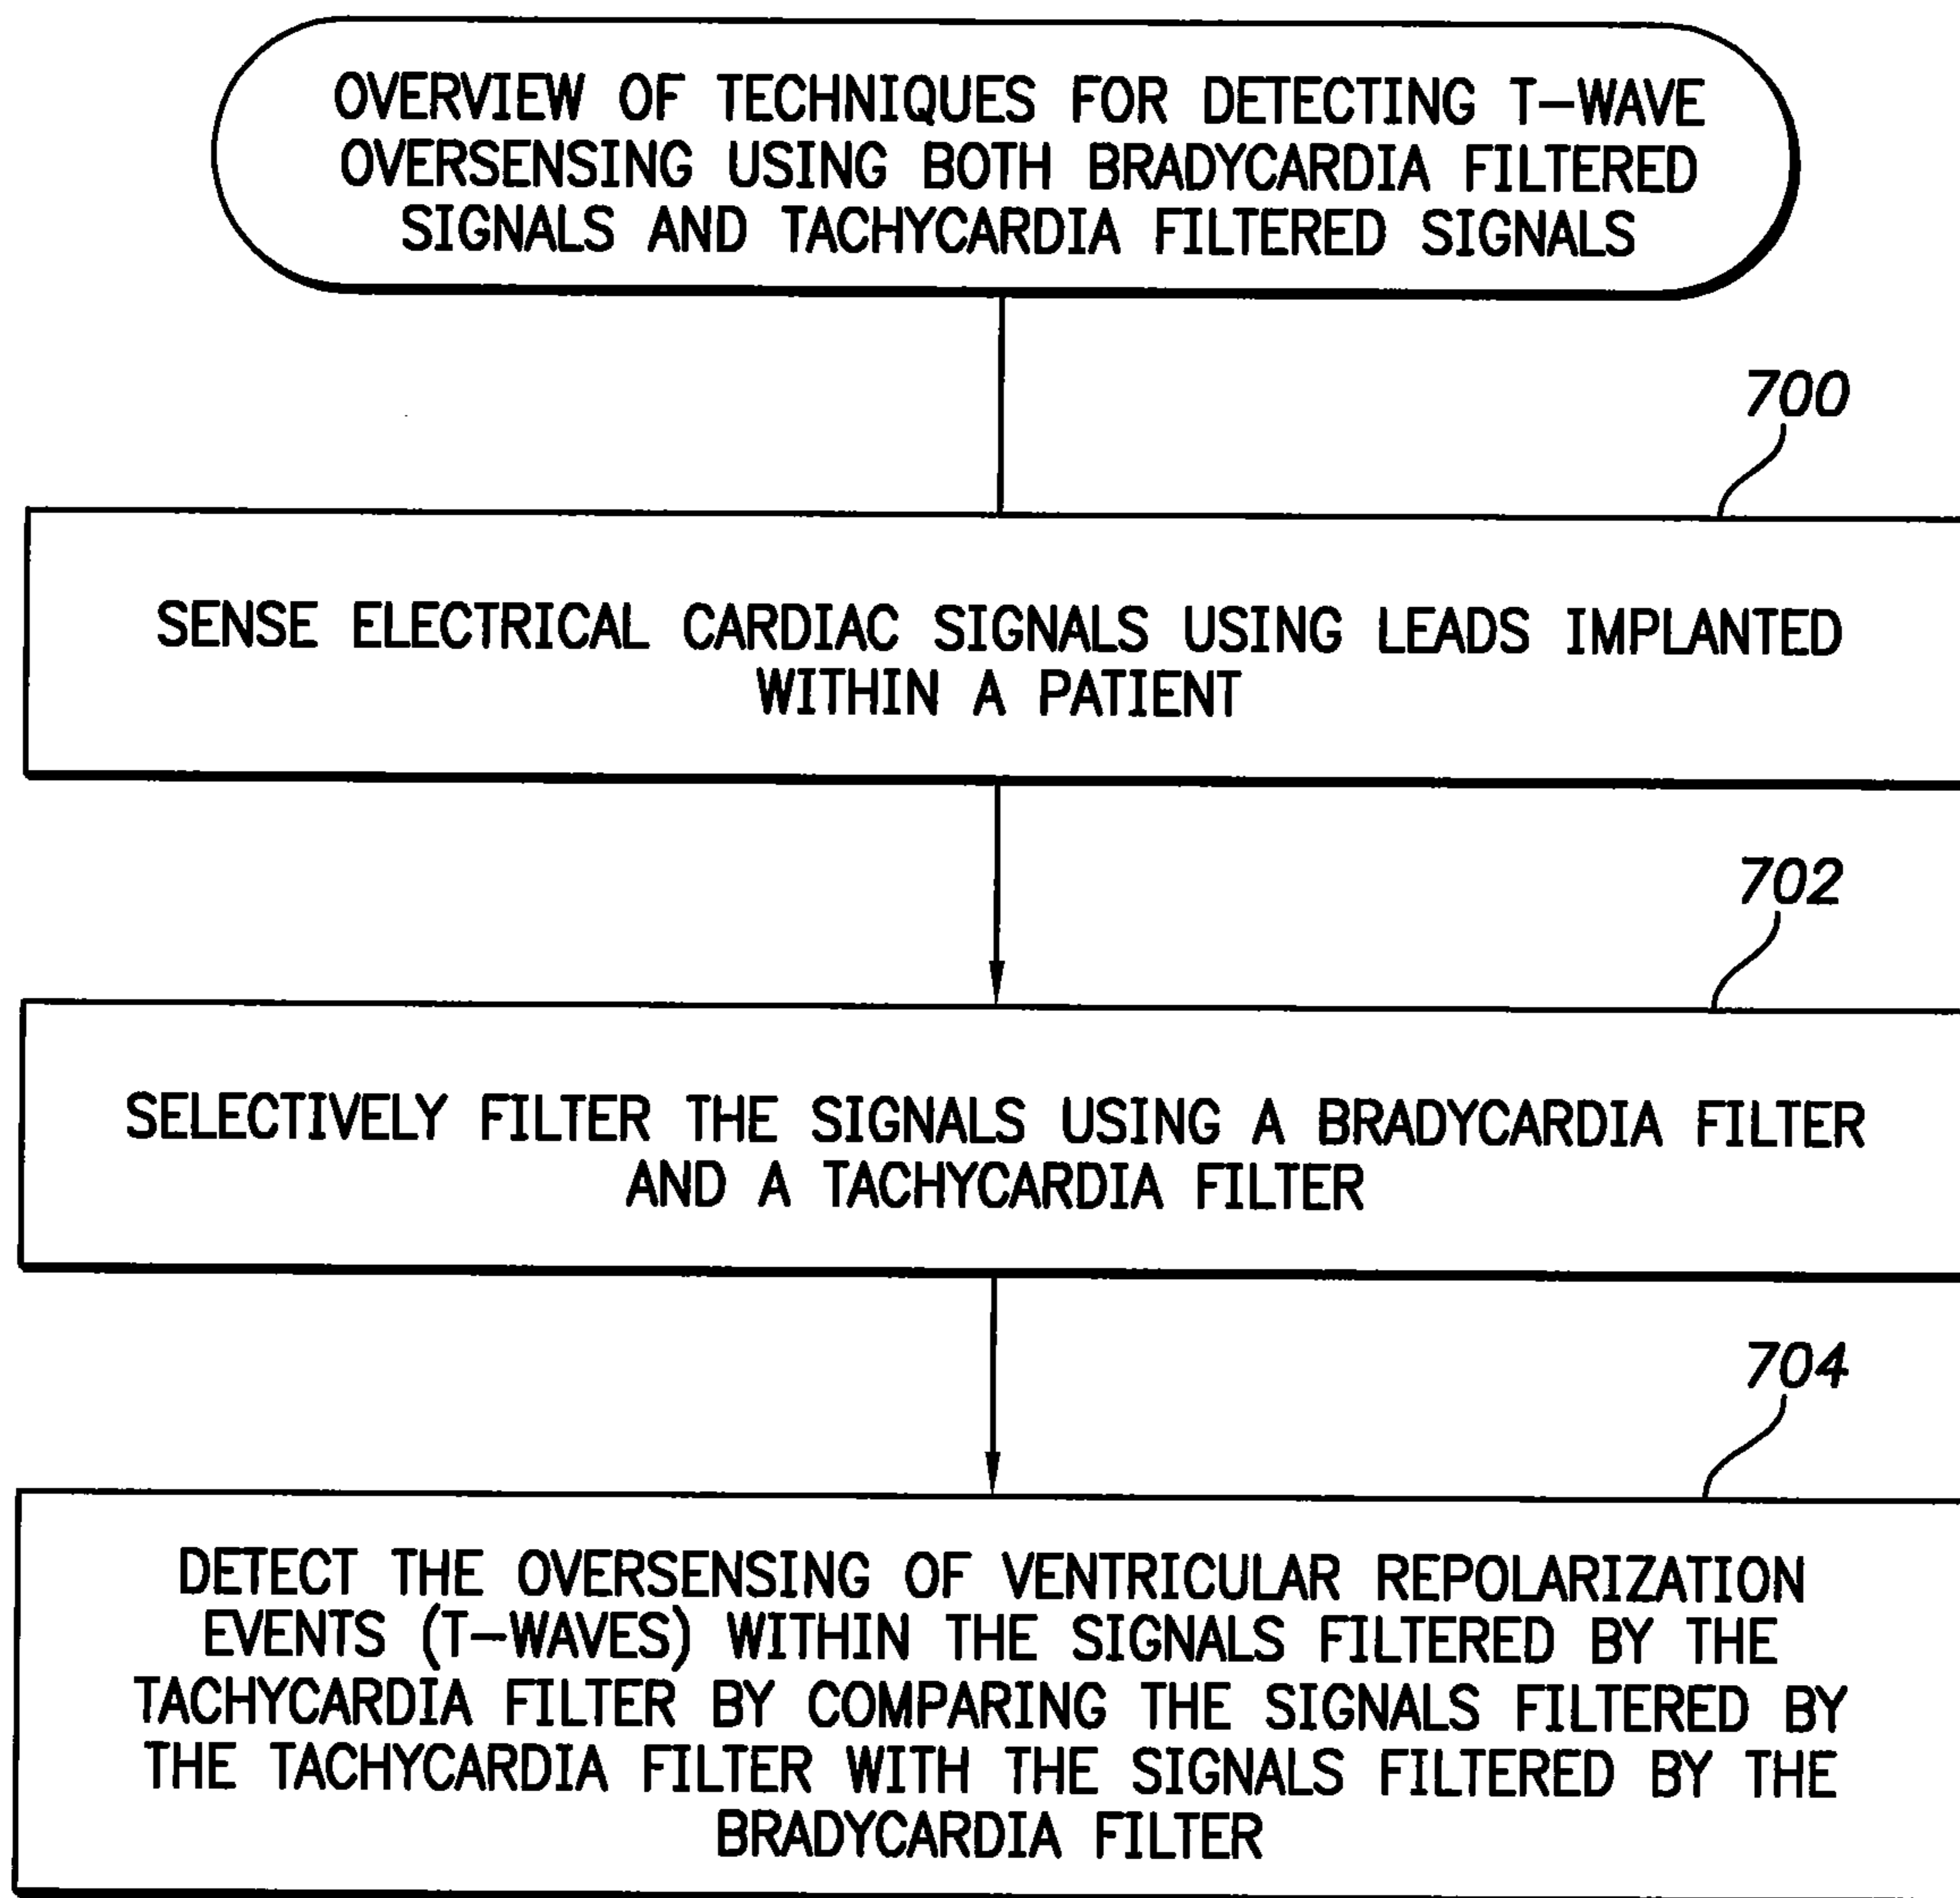 OVERVIEW OF TECHNIQUES FOR DETECTING T-WAVE
OVERSENSING USING BOTH BRADYCARDIA FILTERED
SIGNALS AND TACHYCARDIA FILTERED SIGNALS
700
SENSE ELECTRICAL CARDIAC SIGNALS USING LEADS IMPLANTED
WITHIN A PATIENT
702
SELECTIVELY FILTER THE SIGNALS USING A BRADYCARDIA FILTER
AND A TACHYCARDIA FILTER
704
DETECT THE OVERSENSING OF VENTRICULAR REPOLARIZATION
EVENTS (T-WAVES) WITHIN THE SIGNALS FILTERED BY THE
TACHYCARDIA FILTER BY COMPARING THE SIGNALS FILTERED BY
THE TACHYCARDIA FILTER WITH THE SIGNALS FILTERED BY THE
BRADYCARDIA FILTER